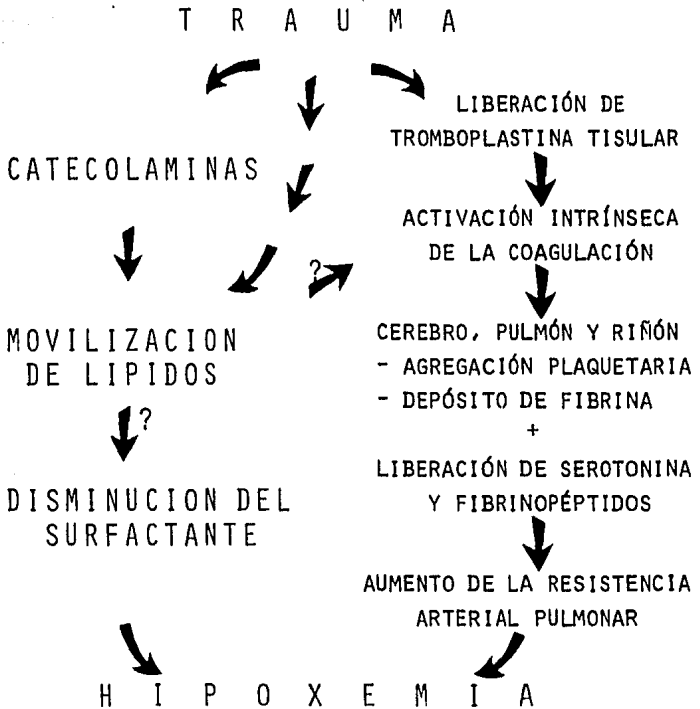 T R A U M A
CATECOLAMINAS
MOVILIZACION
DE LIPIDOS
?
DISMINUCION DEL
SURFACTANTE
?
LIBERACIÓN DE
TROMBOPLASTINA TISULAR
ACTIVACIÓN INTRÍNSECA
DE LA COAGULACIÓN
CEREBRO, PULMÓN Y RIÑÓN
- AGREGACIÓN PLAQUETARIA
- DEPÓSITO DE FIBRINA
+
LIBERACIÓN DE SEROTONINA
Y FIBRINOPÉPTIDOS
AUMENTO DE LA RESISTENCIA
ARTERIAL PULMONAR
H I P O X E M I A